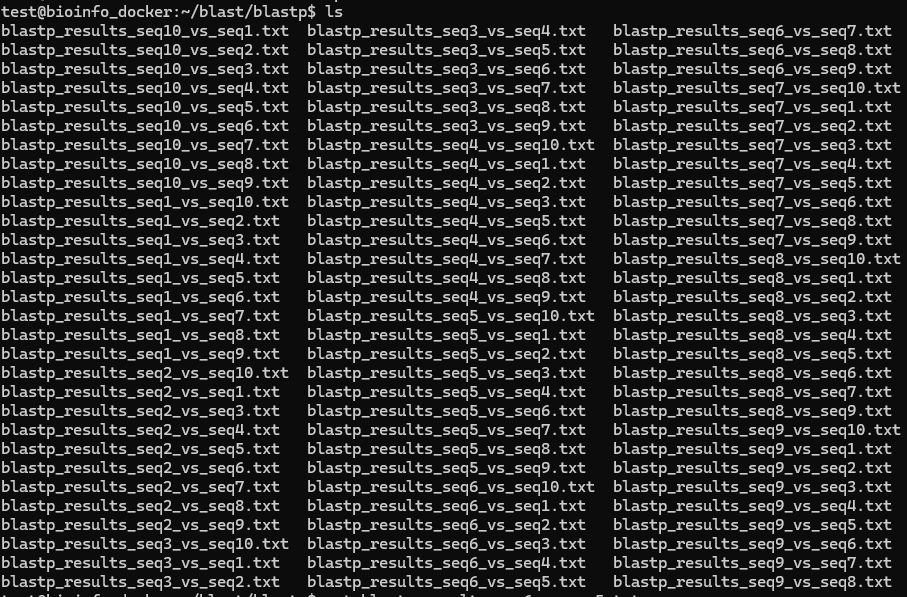 test@bioinfo_docker:~/blast/blastp$ ls
blastp_results_seq10_vs_seq1.txt  blastp_results_seq3_vs_seq4.txt   blastp_results_seq6_vs_seq7.txt
blastp_results_seq10_vs_seq2.txt  blastp_results_seq3_vs_seq5.txt   blastp_results_seq6_vs_seq8.txt
blastp_results_seq10_vs_seq3.txt  blastp_results_seq3_vs_seq6.txt   blastp_results_seq6_vs_seq9.txt
blastp_results_seq10_vs_seq4.txt  blastp_results_seq3_vs_seq7.txt   blastp_results_seq7_vs_seq10.txt
blastp_results_seq10_vs_seq5.txt  blastp_results_seq3_vs_seq8.txt   blastp_results_seq7_vs_seq1.txt
blastp_results_seq10_vs_seq6.txt  blastp_results_seq3_vs_seq9.txt   blastp_results_seq7_vs_seq2.txt
blastp_results_seq10_vs_seq7.txt  blastp_results_seq4_vs_seq10.txt  blastp_results_seq7_vs_seq3.txt
blastp_results_seq10_vs_seq8.txt  blastp_results_seq4_vs_seq1.txt   blastp_results_seq7_vs_seq4.txt
blastp_results_seq10_vs_seq9.txt  blastp_results_seq4_vs_seq2.txt   blastp_results_seq7_vs_seq5.txt
blastp_results_seq1_vs_seq10.txt  blastp_results_seq4_vs_seq3.txt   blastp_results_seq7_vs_seq6.txt
blastp_results_seq1_vs_seq2.txt   blastp_results_seq4_vs_seq5.txt   blastp_results_seq7_vs_seq8.txt
blastp_results_seq1_vs_seq3.txt   blastp_results_seq4_vs_seq6.txt   blastp_results_seq7_vs_seq9.txt
blastp_results_seq1_vs_seq4.txt   blastp_results_seq4_vs_seq7.txt   blastp_results_seq8_vs_seq10.txt
blastp_results_seq1_vs_seq5.txt   blastp_results_seq4_vs_seq8.txt   blastp_results_seq8_vs_seq1.txt
blastp_results_seq1_vs_seq6.txt   blastp_results_seq4_vs_seq9.txt   blastp_results_seq8_vs_seq2.txt
blastp_results_seq1_vs_seq7.txt   blastp_results_seq5_vs_seq10.txt  blastp_results_seq8_vs_seq3.txt
blastp_results_seq1_vs_seq8.txt   blastp_results_seq5_vs_seq1.txt   blastp_results_seq8_vs_seq4.txt
blastp_results_seq1_vs_seq9.txt   blastp_results_seq5_vs_seq2.txt   blastp_results_seq8_vs_seq5.txt
blastp_results_seq2_vs_seq10.txt  blastp_results_seq5_vs_seq3.txt   blastp_results_seq8_vs_seq6.txt
blastp_results_seq2_vs_seq1.txt   blastp_results_seq5_vs_seq4.txt   blastp_results_seq8_vs_seq7.txt
blastp_results_seq2_vs_seq3.txt   blastp_results_seq5_vs_seq6.txt   blastp_results_seq8_vs_seq9.txt
blastp_results_seq2_vs_seq4.txt   blastp_results_seq5_vs_seq7.txt   blastp_results_seq9_vs_seq10.txt
blastp_results_seq2_vs_seq5.txt   blastp_results_seq5_vs_seq8.txt   blastp_results_seq9_vs_seq1.txt
blastp_results_seq2_vs_seq6.txt   blastp_results_seq5_vs_seq9.txt   blastp_results_seq9_vs_seq2.txt
blastp_results_seq2_vs_seq7.txt   blastp_results_seq6_vs_seq10.txt  blastp_results_seq9_vs_seq3.txt
blastp_results_seq2_vs_seq8.txt   blastp_results_seq6_vs_seq1.txt   blastp_results_seq9_vs_seq4.txt
blastp_results_seq2_vs_seq9.txt   blastp_results_seq6_vs_seq2.txt   blastp_results_seq9_vs_seq5.txt
blastp_results_seq3_vs_seq10.txt  blastp_results_seq6_vs_seq3.txt   blastp_results_seq9_vs_seq6.txt
blastp_results_seq3_vs_seq1.txt   blastp_results_seq6_vs_seq4.txt   blastp_results_seq9_vs_seq7.txt
blastp_results_seq3_vs_seq2.txt   blastp_results_seq6_vs_seq5.txt   blastp_results_seq9_vs_seq8.txt